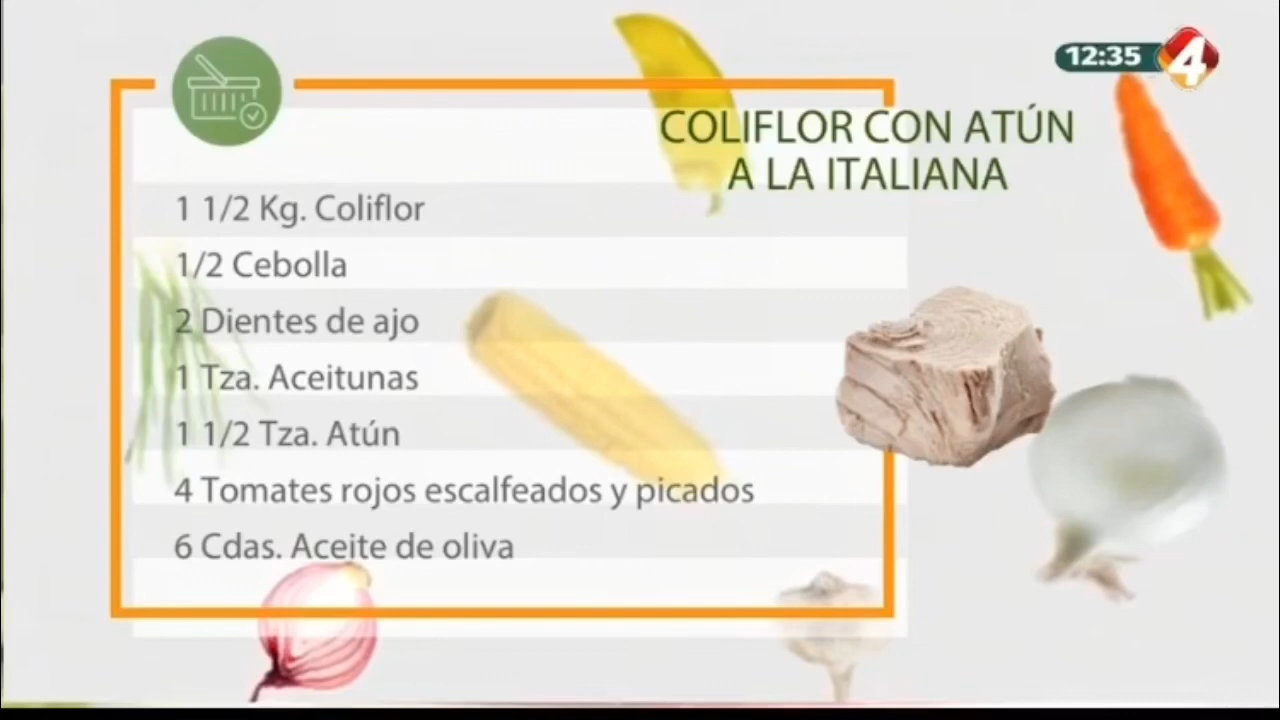 12:35 4
COLIFLOR CON ATÚN
A LA ITALIANA
1 1/2 Kg. Coliflor
1/2 Cebolla
2 Dientes de ajo
1 Tza. Aceitunas
1 1/2 Tza. Atún
4 Tomates rojos escalfeados y picados
6 Cdas. Aceite de oliva